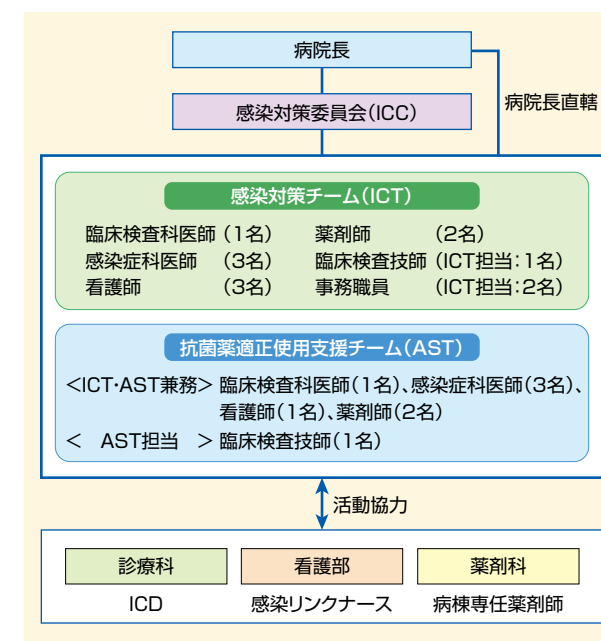 病院長
病院長直轄
感染対策委員会(ICC)
感染対策チーム(ICT)
臨床検査科医師(1名) 薬剤師 (2名)
感染症科医師 (3名) 臨床検査技師(ICT担当:1名)
看護師 (3名) 事務職員 (ICT担当:2名)
抗菌薬適正使用支援チーム(AST)
<ICT・AST兼務> 臨床検査科医師(1名)、感染症科医師(3名)、
看護師(1名)、薬剤師(2名)
< AST担当 > 臨床検査技師(1名)
活動協力
診療科 看護部 薬剤科
ICD 感染リンクナース 病棟専任薬剤師